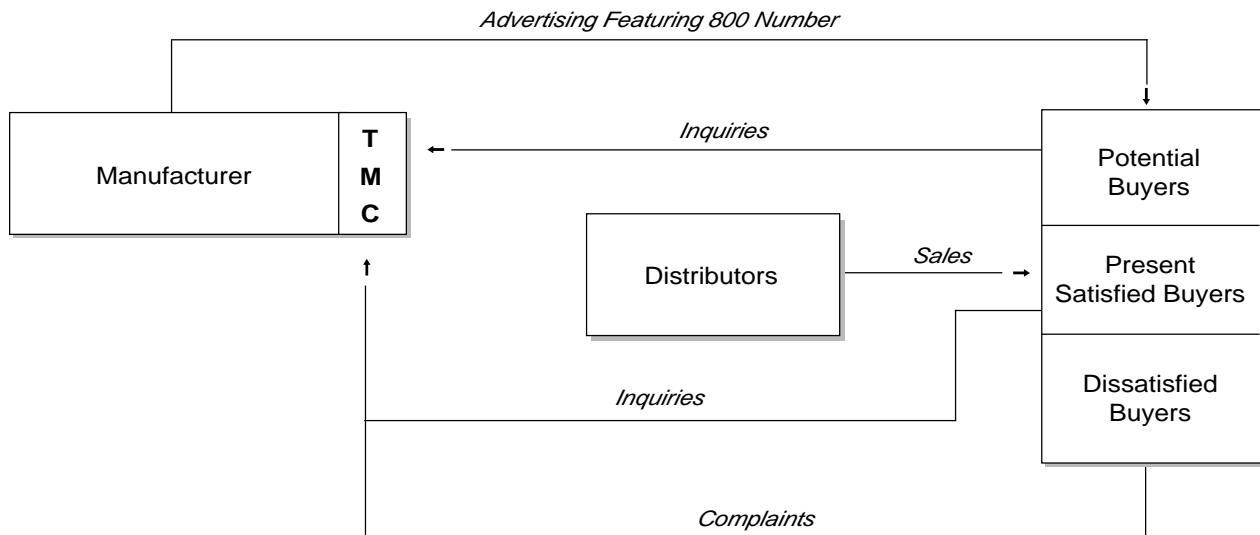 Advertising Featuring 800 Number
Manufacturer
T
M
C
Inquiries
Potential
Buyers
Distributors
Sales
Present
Satisfied Buyers
Inquiries
Dissatisfied
Buyers
Complaints